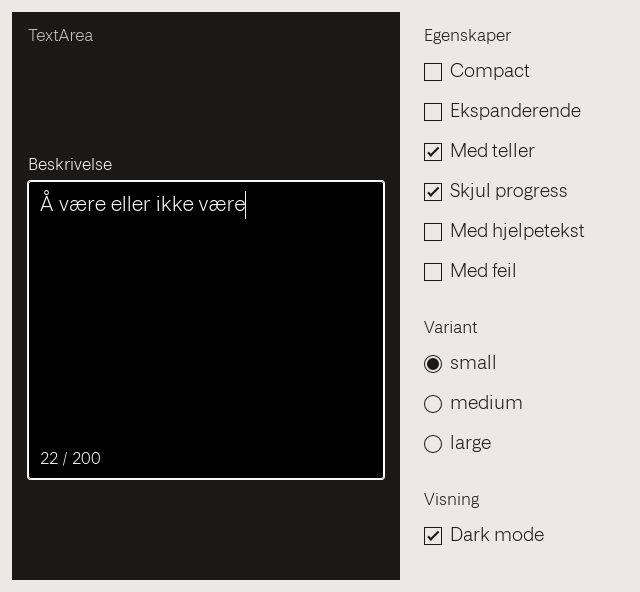 TextArea
Beskrivelse
Å være eller ikke være
22 / 200
Egenskaper
Compact
Ekspanderende
Med teller
Skjul progress
Med hjelpetekst
Med feil
Variant
small
medium
large
Visning
Dark mode